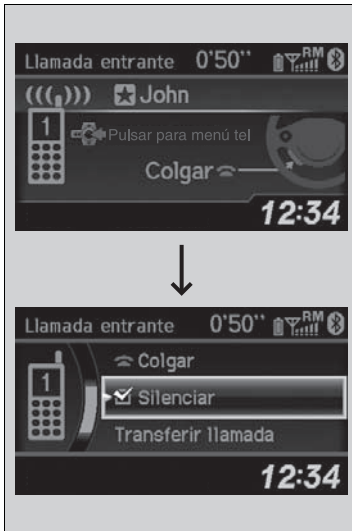 Llamada entrante 0'50'' RM
John
1
Pulsar para menú tel
Colgar
12:34
Llamada entrante 0'50'' RM
Colgar
1
Silenciar
Transferir llamada
12:34